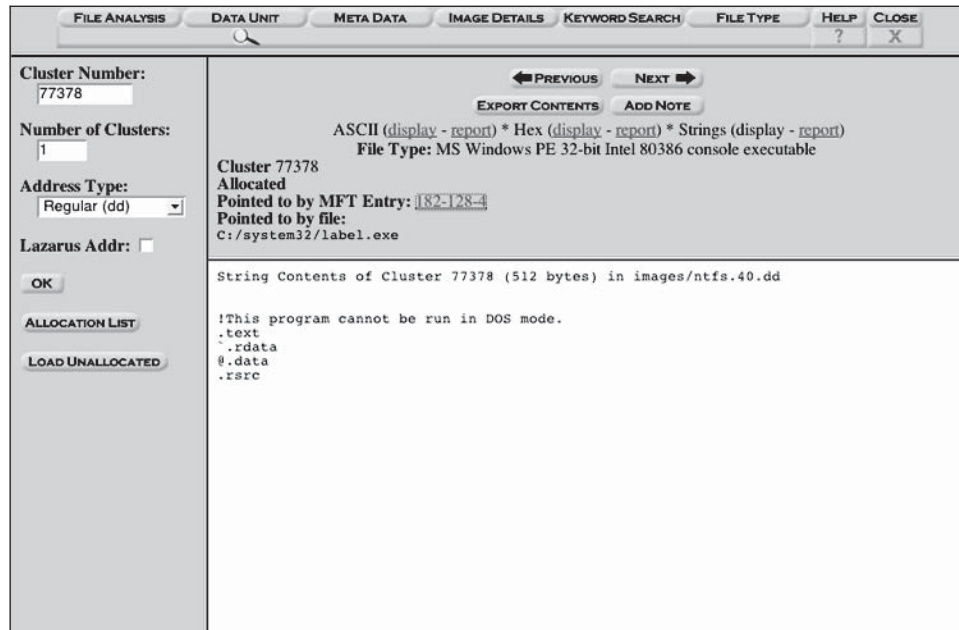 FILE ANALYSIS DATA UNIT META DATA IMAGE DETAILS KEYWORD SEARCH FILE TYPE HELP CLOSE
? X
Cluster Number:
77378
Number of Clusters:
1
Address Type:
Regular (dd)
Lazarus Addr:
OK
ALLOCATION LIST
LOAD UNALLOCATED
PREVIOUS NEXT
EXPORT CONTENTS ADD NOTE
ASCII (display - report) * Hex (display - report) * Strings (display - report)
File Type: MS Windows PE 32-bit Intel 80386 console executable
Cluster 77378
Allocated
Pointed to by MFT Entry: 182-128-4
Pointed to by file:
C:/system32/label.exe
String Contents of Cluster 77378 (512 bytes) in images/ntfs.40.dd
!This program cannot be run in DOS mode.
.text
`.rdata
@.data
.rsrc